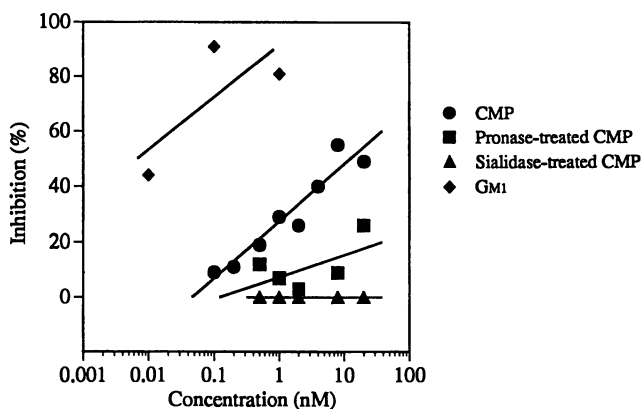 100
80
60
40
20
0
0.001 0.01 0.1 1 10 100
Inhibition (%)
Concentration (nM)
CMP
Pronase-treated CMP
Sialidase-treated CMP
GM1